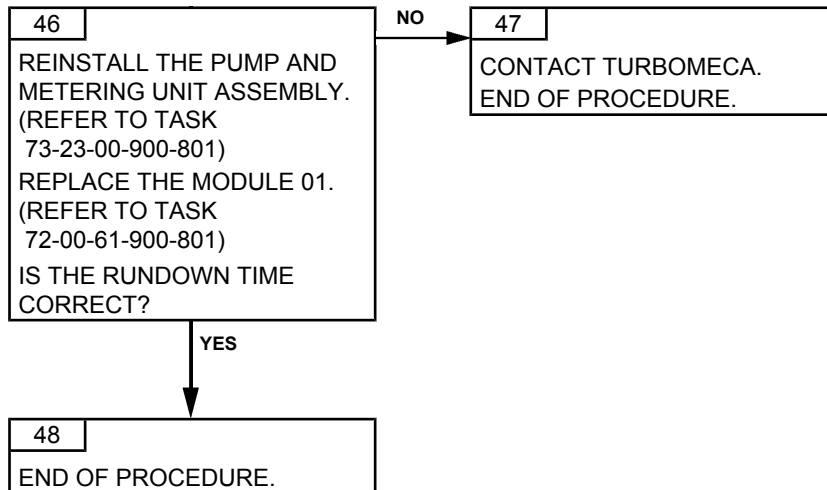 46
REINSTALL THE PUMP AND
METERING UNIT ASSEMBLY.
(REFER TO TASK
73-23-00-900-801)
REPLACE THE MODULE 01.
(REFER TO TASK
72-00-61-900-801)
IS THE RUNDOWN TIME
CORRECT?
NO
47
CONTACT TURBOMECA.
END OF PROCEDURE.
YES
48
END OF PROCEDURE.